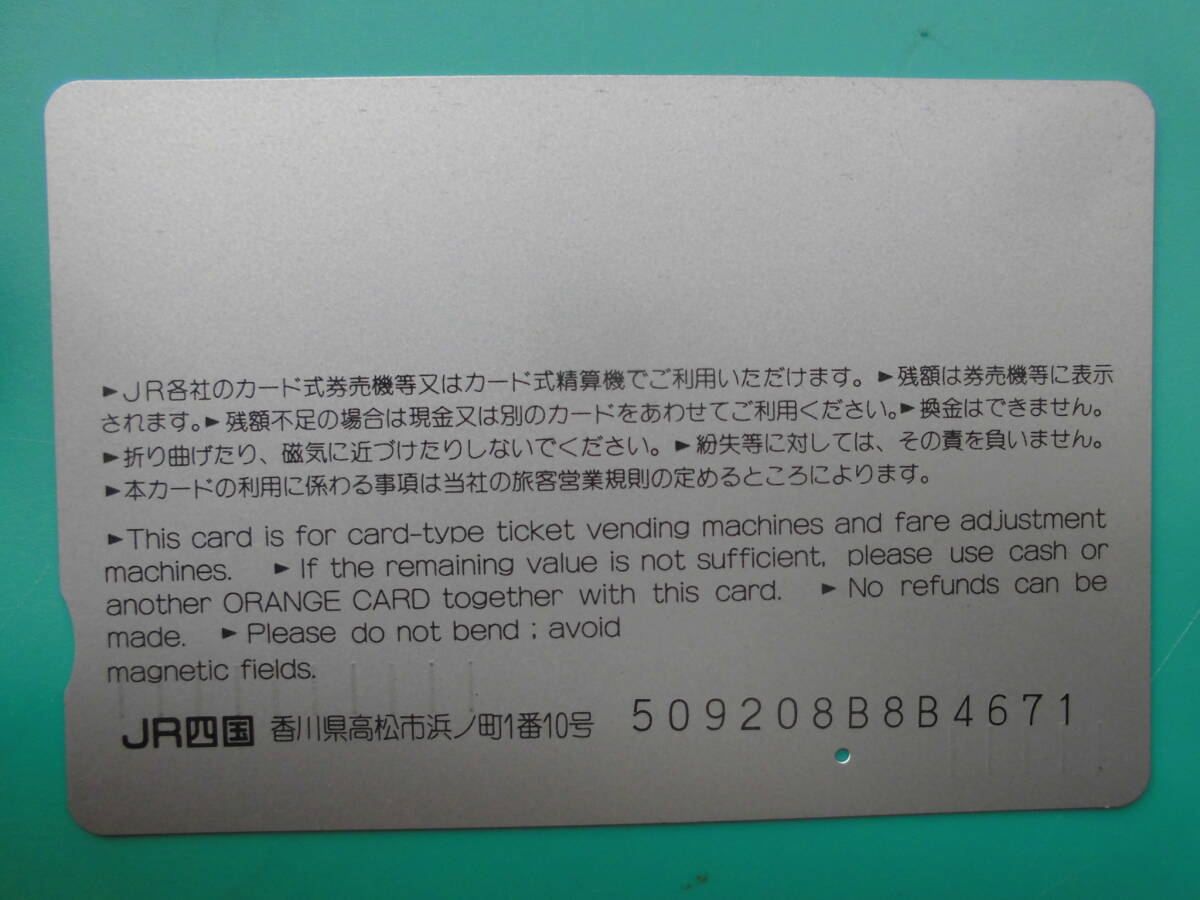 ►JR各社のカード式券売機等又はカード式精算機でご利用いただけます。►残額は券売機等に表示
されます。►残額不足の場合は現金又は別のカードをあわせてご利用ください。►換金はできません。
►折り曲げたり、磁気に近づけたりしないでください。►紛失等に対しては、その責を負いません。
►本カードの利用に係わる事項は当社の旅客営業規則の定めるところによります。
►This card is for card-type ticket vending machines and fare adjustment
machines. ►If the remaining value is not sufficient, please use cash or
another ORANGE CARD together with this card. ►No refunds can be
made. ►Please do not bend ; avoid
magnetic fields.
JR四国 香川県高松市浜ノ町1番10号 509208B8B4671